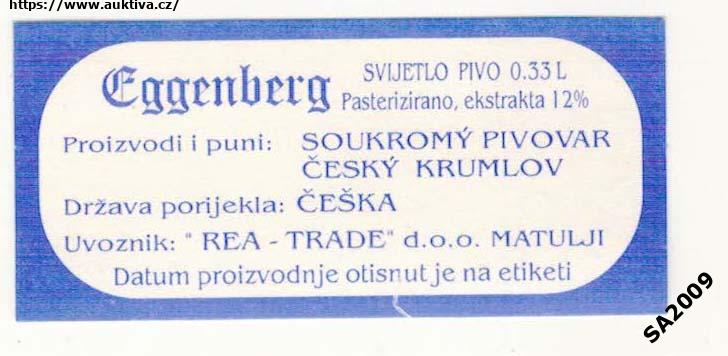 https://www.auktiva.cz/
Eggenberg SVIJETLO PIVO 0.33 L
Pasterizirano, ekstrakta 12%
Proizvodi i puni: SOUKROMÝ PIVOVAR
ČESKÝ KRUMLOV
Država porijekla: ČEŠKA
Uvoznik: " REA - TRADE" d.o.o. MATULJI
Datum proizvodnje otisnut je na etiketi
SA2009